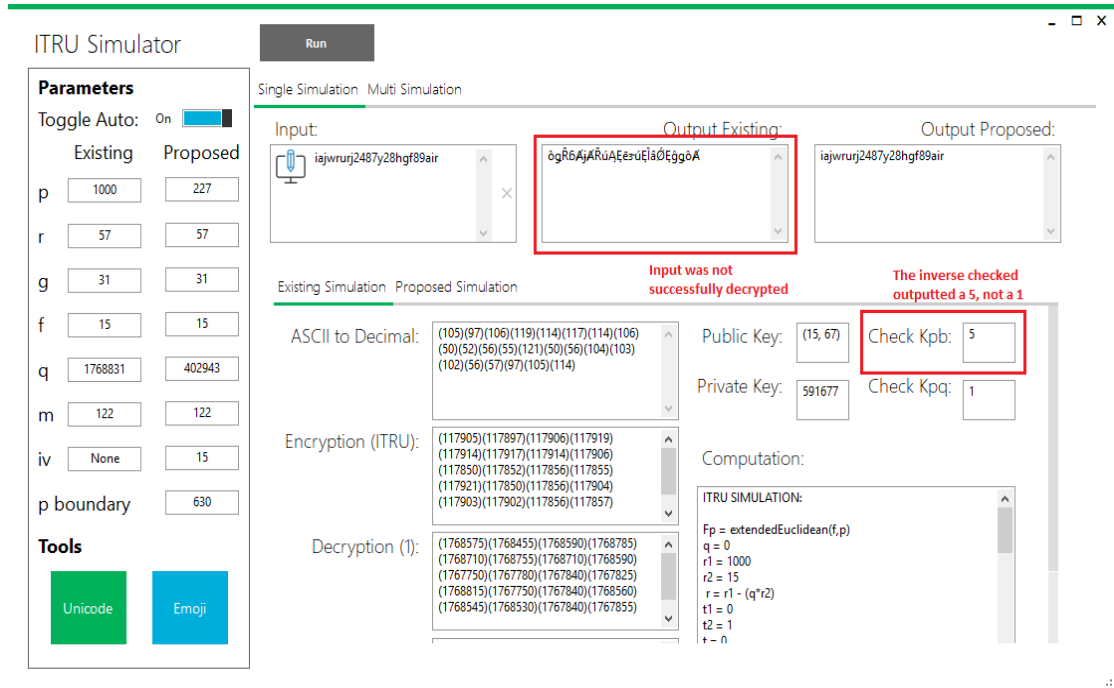 ITRU Simulator
Run
Parameters
Toggle Auto: On
Existing Proposed
p 1000 227
r 57 57
g 31 31
f 15 15
q 1768831 402943
m 122 122
iv None 15
p boundary 630
Tools
Unicode Emoji
Single Simulation Multi Simulation
Input: Output Existing: Output Proposed:
iajwrurj2487y28hgf89air
iajwrurj2487y28hgf89air
Input was not
successfully decrypted
The inverse checked
outputted a 5, not a 1
Existing Simulation Proposed Simulation
ASCII to Decimal:
(105)(97)(106)(119)(114)(117)(114)(106)
(50)(52)(56)(55)(121)(50)(56)(104)(103)
(102)(56)(57)(97)(105)(114)
Public Key: (15, 67)
Check Kpb: 5
Private Key: 591677
Check Kpq: 1
Encryption (ITRU):
(117905)(117897)(117906)(117919)
(117914)(117917)(117914)(117906)
(117850)(117852)(117856)(117855)
(117921)(117850)(117856)(117904)
(117903)(117902)(117856)(117857)
Decryption (1):
(1768575)(1768455)(1768590)(1768785)
(1768710)(1768755)(1768710)(1768590)
(1767750)(1767780)(1767840)(1767825)
(1768815)(1767750)(1767840)(1768560)
(1768545)(1768530)(1767840)(1767855)
Computation:
ITRU SIMULATION:
Fp = extendedEuclidean(f,p)
q = 0
r1 = 1000
r2 = 15
r = r1 - (q*r2)
t1 = 0
t2 = 1
t = 0